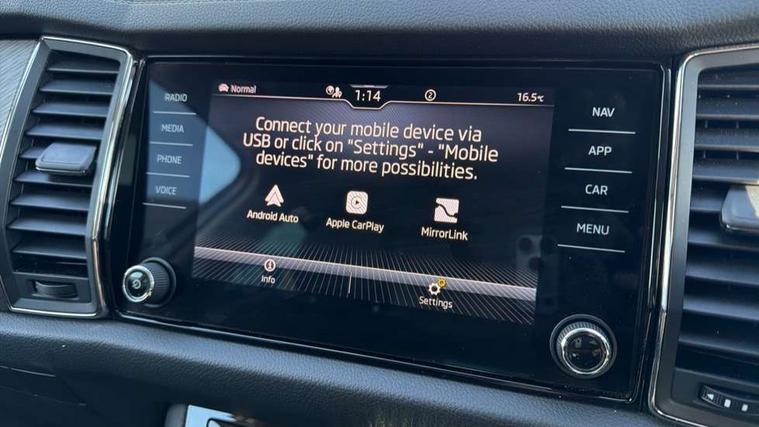 Normal
1:14
2
16.5°C
RADIO
MEDIA
PHONE
VOICE
NAV
APP
CAR
MENU
Connect your mobile device via
USB or click on "Settings" - "Mobile
devices" for more possibilities.
Android Auto
Apple CarPlay
MirrorLink
Info
Settings